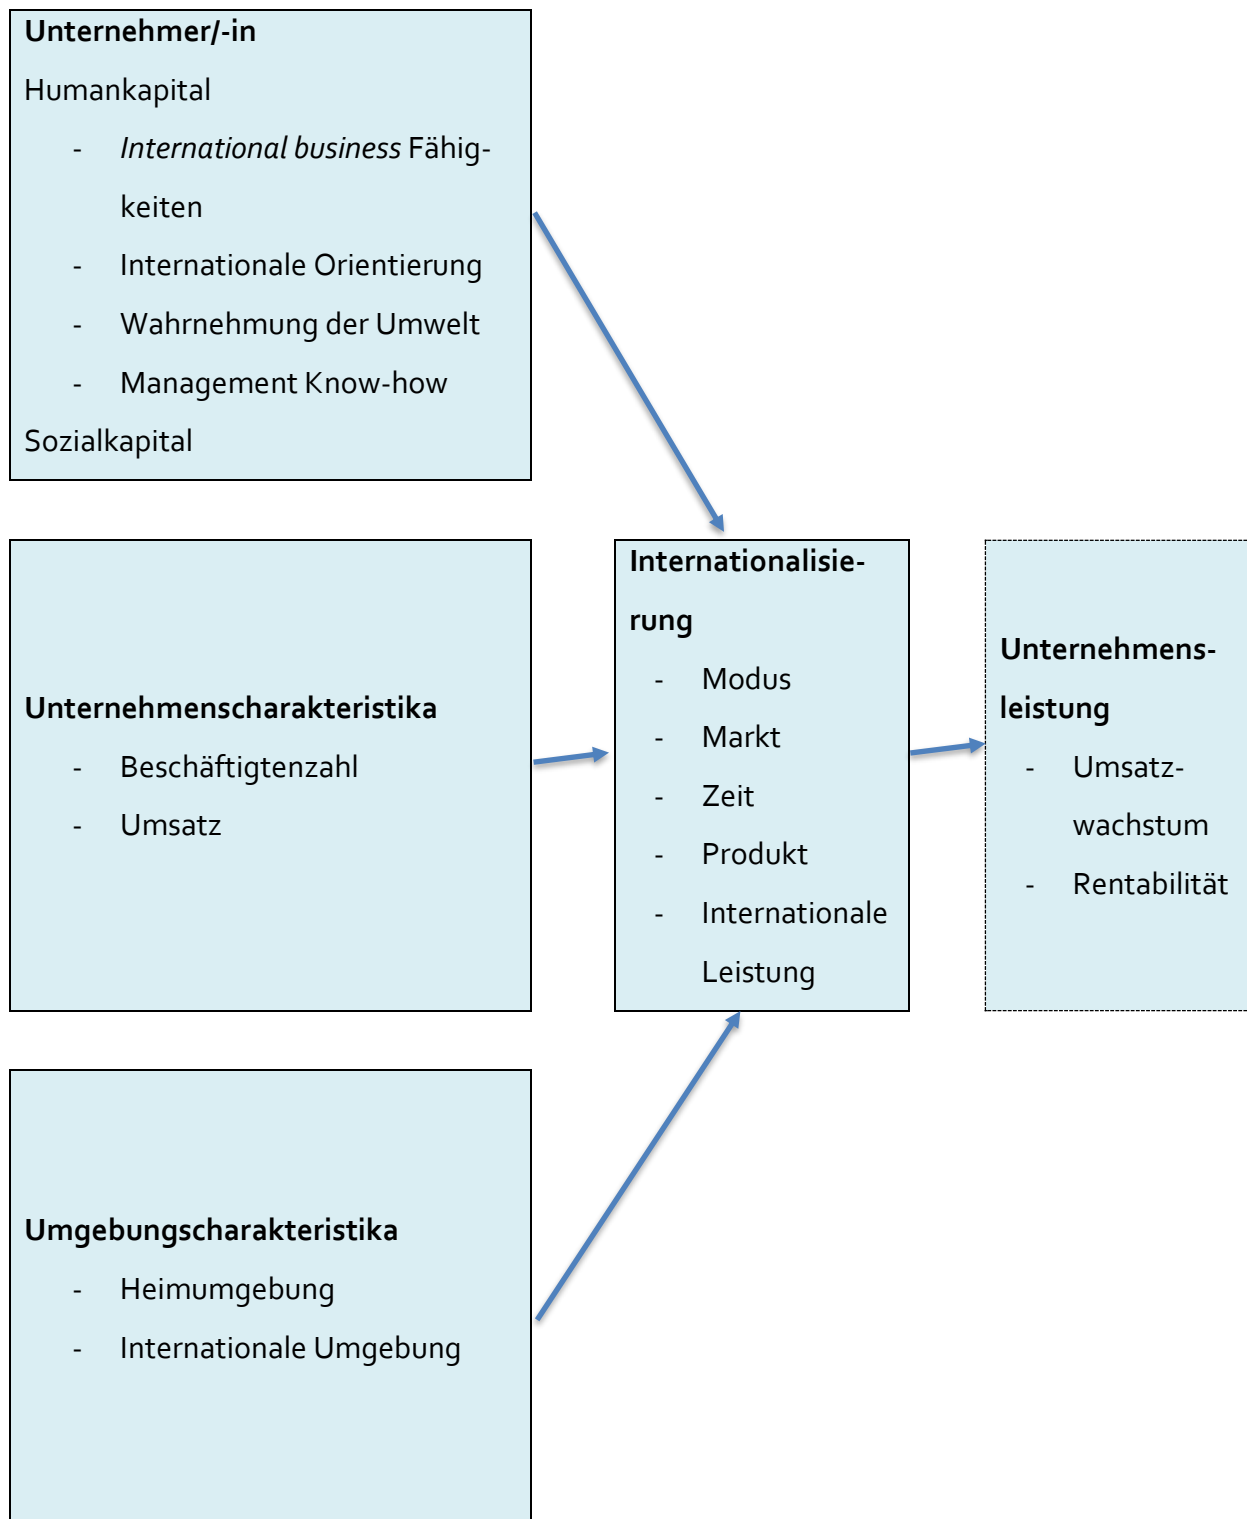 Unternehmer/-in
Humankapital
- International business Fähig-
keiten
- Internationale Orientierung
- Wahrnehmung der Umwelt
- Management Know-how
Sozialkapital
Unternehmenscharakteristika
- Beschäftigtenzahl
- Umsatz
Internationalisie-
rung
- Modus
- Markt
- Zeit
- Produkt
- Internationale
Leistung
Unternehmens-
leistung
- Umsatz-
wachstum
- Rentabilität
Umgebungscharakteristika
- Heimumgebung
- Internationale Umgebung